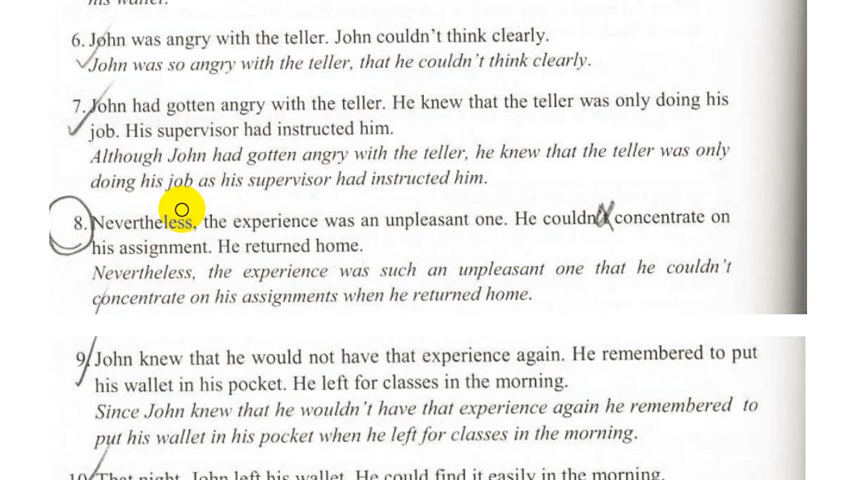 his wallet.
6. John was angry with the teller. John couldn't think clearly.
John was so angry with the teller, that he couldn't think clearly.
7. John had gotten angry with the teller. He knew that the teller was only doing his
job. His supervisor had instructed him.
Although John had gotten angry with the teller, he knew that the teller was only
doing his job as his supervisor had instructed him.
8. Nevertheless, the experience was an unpleasant one. He couldn't concentrate on
his assignment. He returned home.
Nevertheless, the experience was such an unpleasant one that he couldn't
concentrate on his assignments when he returned home.
9. John knew that he would not have that experience again. He remembered to put
his wallet in his pocket. He left for classes in the morning.
Since John knew that he wouldn't have that experience again he remembered to
put his wallet in his pocket when he left for classes in the morning.
10. That night, John left his wallet. He could find it easily in the morning.